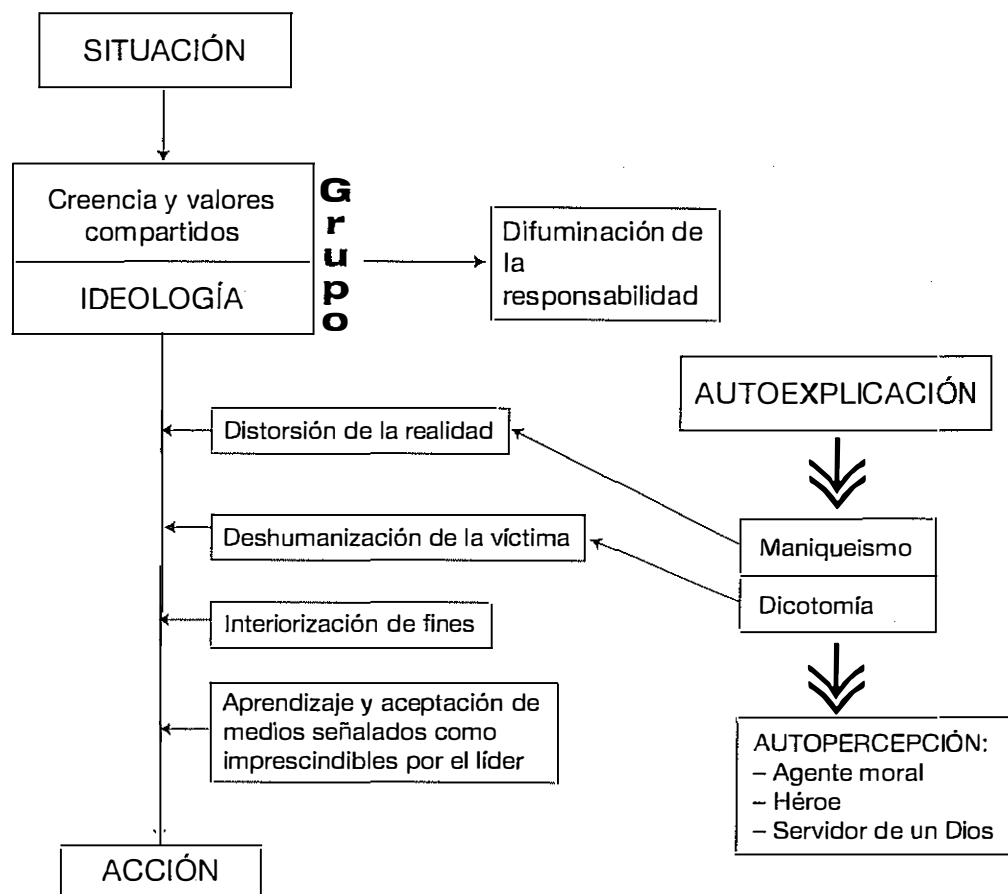 SITUACIÓN
Creencia y valores
compartidos
IDEOLOGÍA
Grupo
Difuminación de
la
responsabilidad
AUTOEXPLICACIÓN
Distorsión de la realidad
Deshumanización de la víctima
Maniqueismo
Dicotomía
Interiorización de fines
Aprendizaje y aceptación de
medios señalados como
imprescindibles por el líder
AUTOPERCEPCIÓN:
– Agente moral
– Héroe
– Servidor de un Dios
ACCIÓN